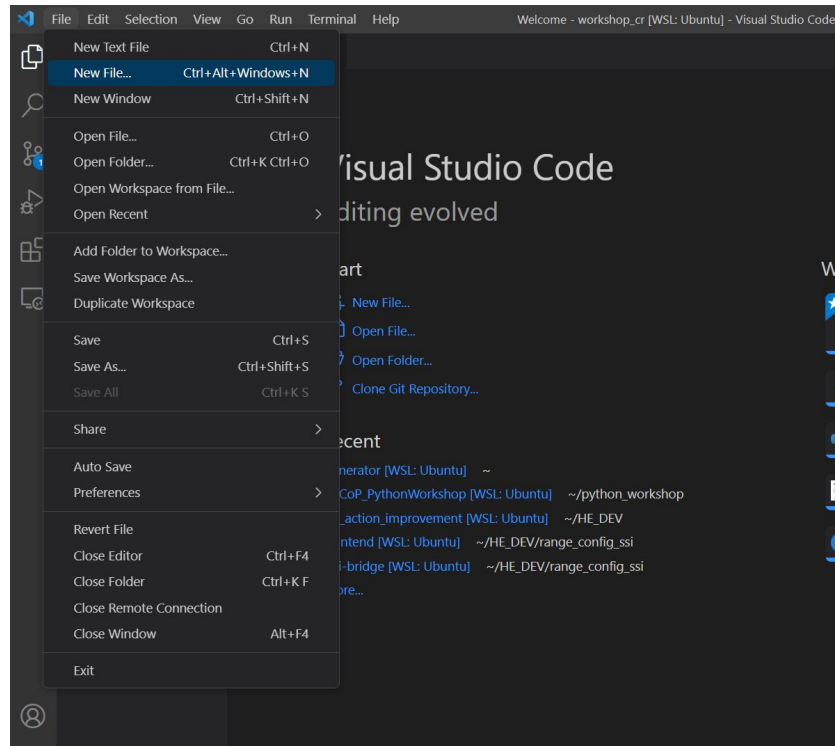 File Edit Selection View Go Run Terminal Help Welcome - workshop_cr [WSL: Ubuntu] - Visual Studio Code
New Text File Ctrl+N
New File... Ctrl+Alt+Windows+N
New Window Ctrl+Shift+N
Open File... Ctrl+O
Open Folder... Ctrl+K Ctrl+O
Open Workspace from File...
Open Recent
Add Folder to Workspace...
Save Workspace As...
Duplicate Workspace
Save Ctrl+S
Save As... Ctrl+Shift+S
Save All Ctrl+K S
Share
Auto Save
Preferences
Revert File
Close Editor Ctrl+F4
Close Folder Ctrl+K F
Close Remote Connection
Close Window Alt+F4
Exit
1
isual Studio Code
diting evolved
art
New File...
Open File...
Open Folder...
Clone Git Repository...
ecent
nerator [WSL: Ubuntu] ~
CoP_PythonWorkshop [WSL: Ubuntu] ~/python_workshop
_action_improvement [WSL: Ubuntu] ~/HE_DEV
ntend [WSL: Ubuntu] ~/HE_DEV/range_config_ssi
i-bridge [WSL: Ubuntu] ~/HE_DEV/range_config_ssi
ore...
W